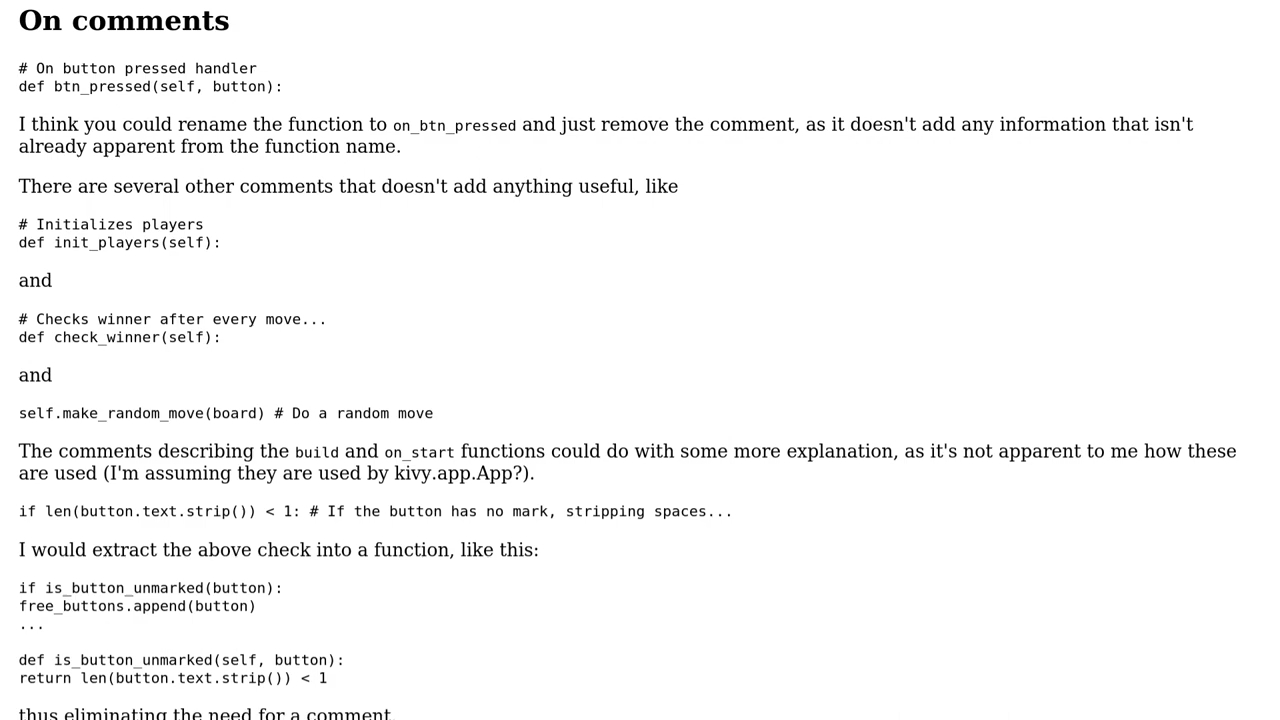 On comments
# On button pressed handler
def btn_pressed(self, button):
I think you could rename the function to on_btn_pressed and just remove the comment, as it doesn't add any information that isn't
already apparent from the function name.
There are several other comments that doesn't add anything useful, like
# Initializes players
def init_players(self):
and
# Checks winner after every move...
def check_winner(self):
and
self.make_random_move(board) # Do a random move
The comments describing the build and on_start functions could do with some more explanation, as it's not apparent to me how these
are used (I'm assuming they are used by kivy.app.App?).
if len(button.text.strip()) < 1: # If the button has no mark, stripping spaces...
I would extract the above check into a function, like this:
if is_button_unmarked(button):
free_buttons.append(button)
...
def is_button_unmarked(self, button):
return len(button.text.strip()) < 1
thus eliminating the need for a comment.